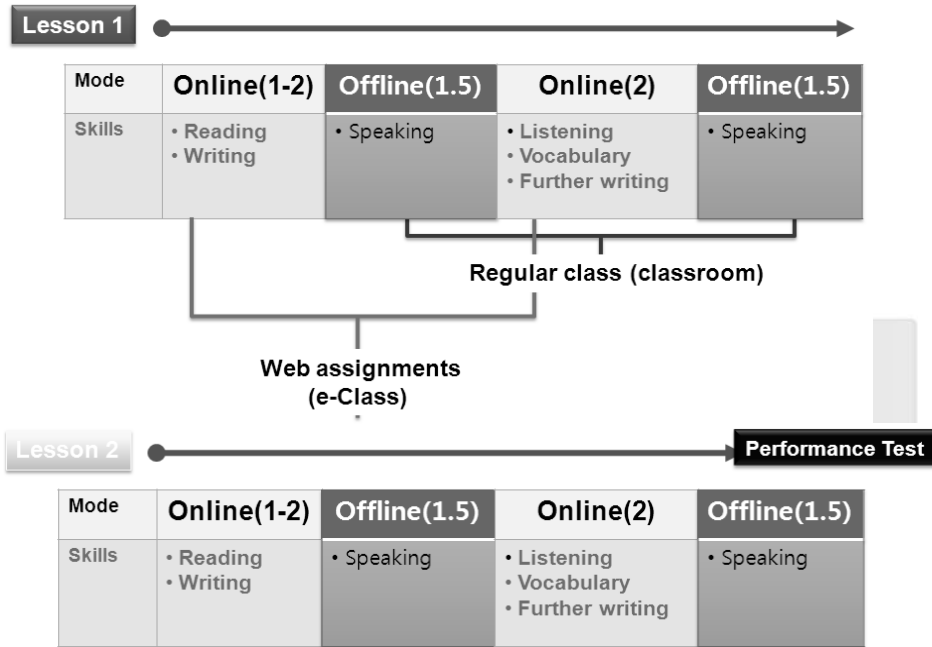 Lesson 1
Mode Online(1-2) Offline(1.5) Online(2) Offline(1.5)
Skills • Reading • Speaking • Listening • Speaking
• Writing • Vocabulary
• Further writing
Regular class (classroom)
Web assignments
(e-Class)
Lesson 2
Performance Test
Mode Online(1-2) Offline(1.5) Online(2) Offline(1.5)
Skills • Reading • Speaking • Listening • Speaking
• Writing • Vocabulary
• Further writing